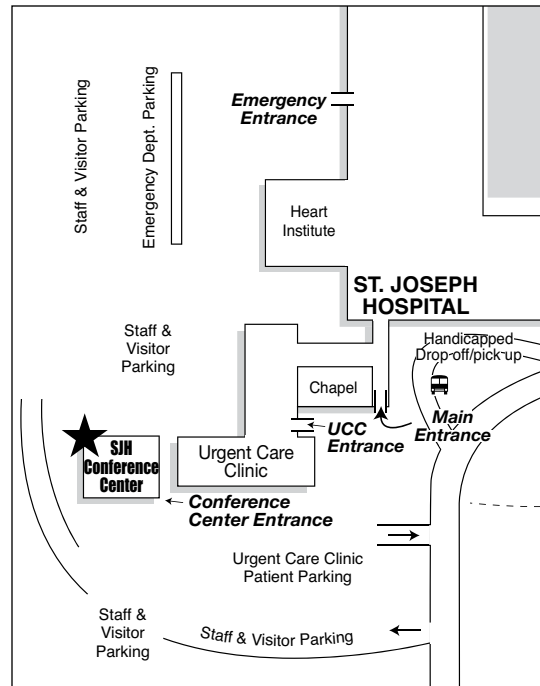 Staff & Visitor Parking
Emergency Dept. Parking
Emergency
Entrance
Heart
Institute
ST. JOSEPH
HOSPITAL
Handicapped
Drop off/pick-up
Staff &
Visitor
Parking
Chapel
UCC
Entrance
Main
Entrance
SJH
Conference
Center
Urgent Care
Clinic
Conference
Center Entrance
Urgent Care Clinic
Patient Parking
Staff &
Visitor
Parking
Staff & Visitor Parking